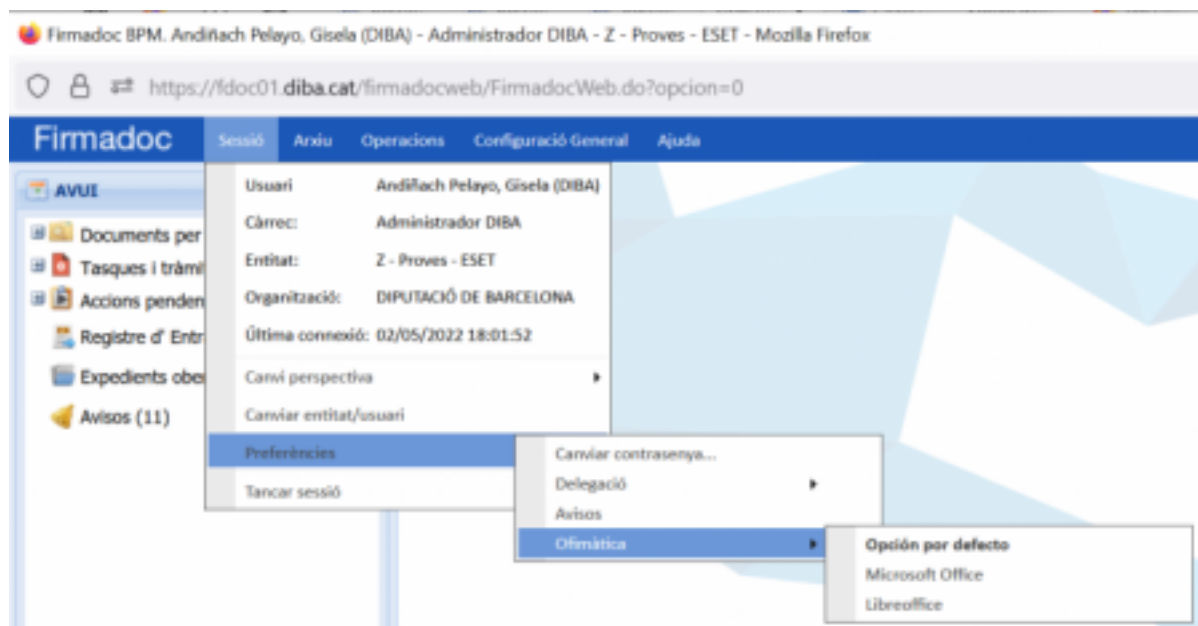 Firmadoc BPM. Andiñach Pelayo, Gisela (DIBA) - Administrador DIBA - Z - Proves - ESET - Mozilla Firefox
https://fdoc01.diba.cat/firmadocweb/FirmadocWeb.do?opcion=0
Firmadoc Sessió Arxiu Operacions Configuració General Ajuda
AVUI
Documents per
Tasques i tràmi
Accions penden
Registre d' Entr
Expedients ober
Avisos (11)
Usuari Andiñach Pelayo, Gisela (DIBA)
Càrrec: Administrador DIBA
Entitat: Z - Proves - ESET
Organització: DIPUTACIÓ DE BARCELONA
Última connexió: 02/05/2022 18:01:52
Canvi perspectiva
Canviar entitat/usuari
Preferències
Tancar sessió
Canviar contrasenya...
Delegació
Avisos
Ofimàtica
Opción por defecto
Microsoft Office
Libreoffice